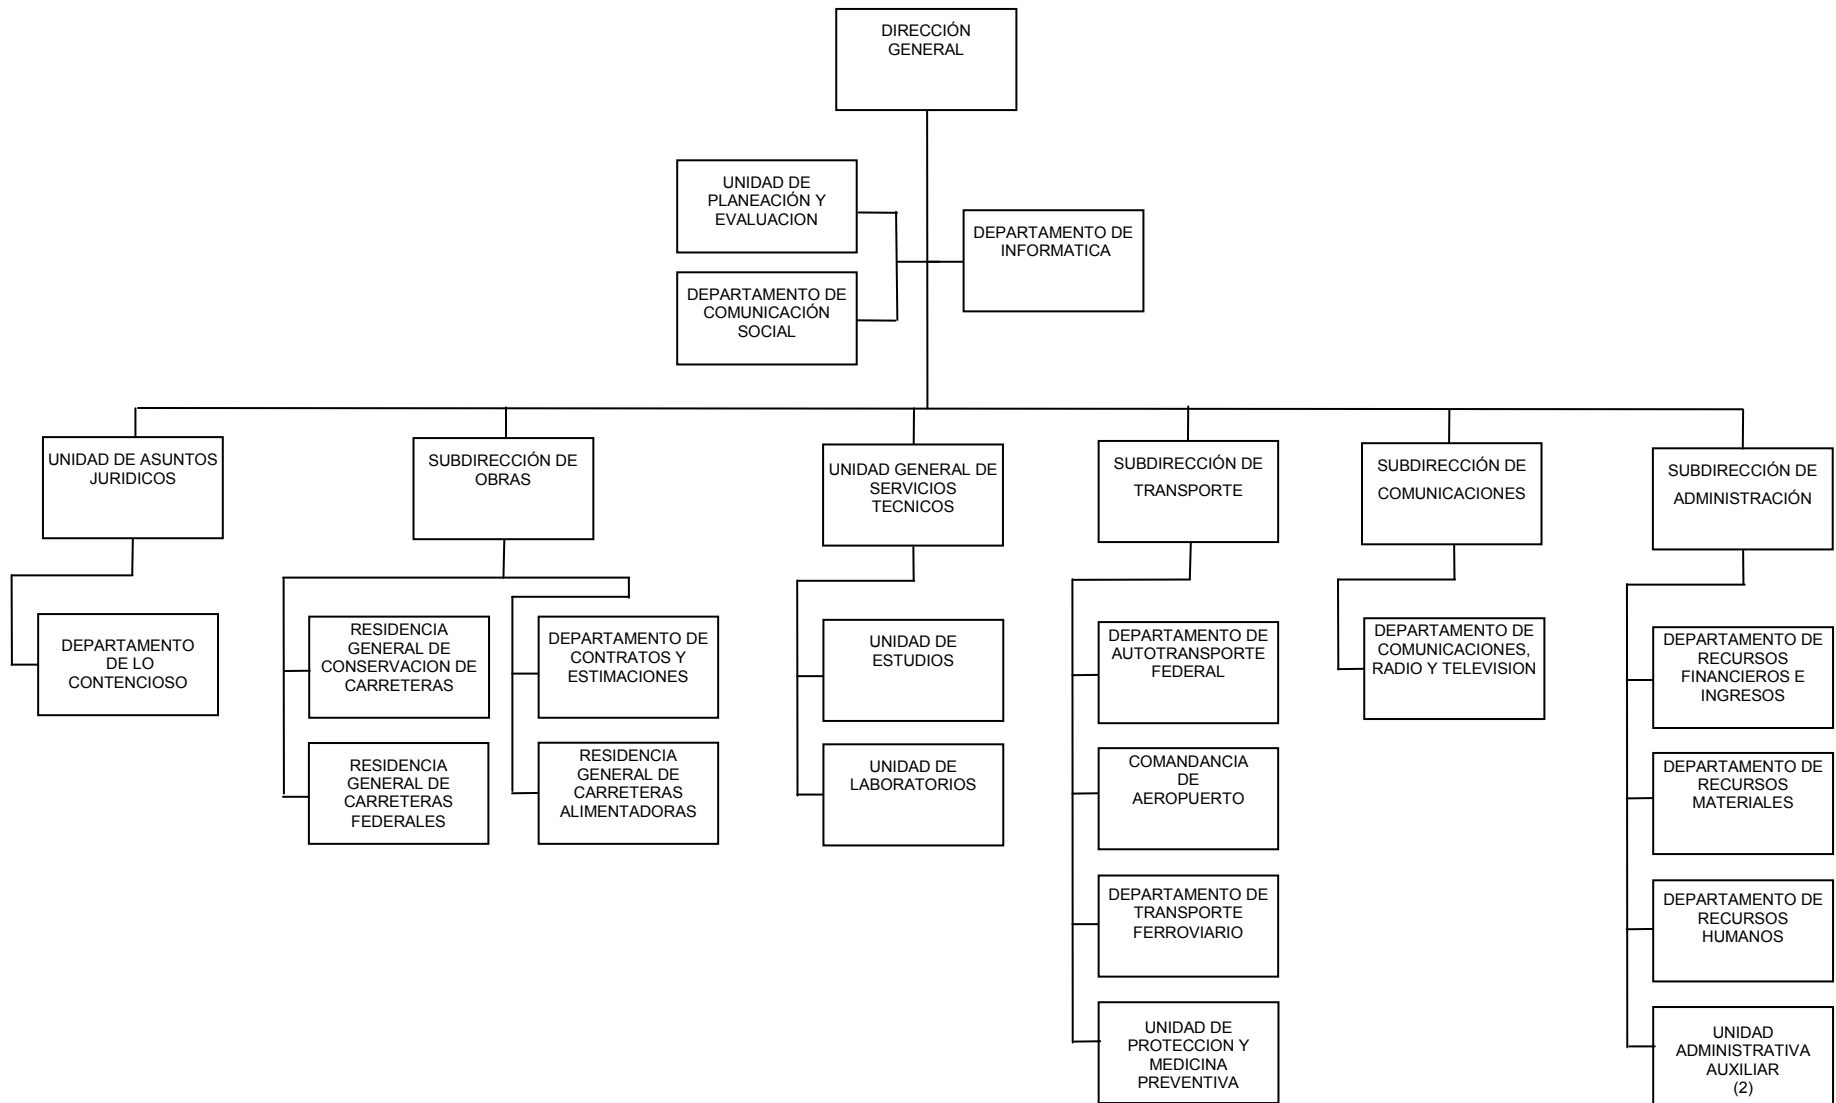 DIRECCIÓN
GENERAL
UNIDAD DE
PLANEACIÓN Y
EVALUACION
DEPARTAMENTO DE
INFORMATICA
DEPARTAMENTO DE
COMUNICACIÓN
SOCIAL
UNIDAD DE ASUNTOS
JURIDICOS
SUBDIRECCIÓN DE
OBRAS
UNIDAD GENERAL DE
SERVICIOS
TECNICOS
SUBDIRECCIÓN DE
TRANSPORTE
SUBDIRECCIÓN DE
COMUNICACIONES
SUBDIRECCIÓN DE
ADMINISTRACIÓN
DEPARTAMENTO
DE LO
CONTENCIOSO
RESIDENCIA
GENERAL DE
CONSERVACION DE
CARRETERAS
DEPARTAMENTO DE
CONTRATOS Y
ESTIMACIONES
UNIDAD DE
ESTUDIOS
DEPARTAMENTO DE
AUTOTRANSPORTE
FEDERAL
DEPARTAMENTO DE
COMUNICACIONES,
RADIO Y TELEVISION
DEPARTAMENTO DE
RECURSOS
FINANCIEROS E
INGRESOS
RESIDENCIA
GENERAL DE
CARRETERAS
FEDERALES
RESIDENCIA
GENERAL DE
CARRETERAS
ALIMENTADORAS
UNIDAD DE
LABORATORIOS
COMANDANCIA
DE
AEROPUERTO
DEPARTAMENTO DE
RECURSOS
MATERIALES
DEPARTAMENTO DE
TRANSPORTE
FERROVIARIO
DEPARTAMENTO DE
RECURSOS
HUMANOS
UNIDAD DE
PROTECCION Y
MEDICINA
PREVENTIVA
UNIDAD
ADMINISTRATIVA
AUXILIAR
(2)